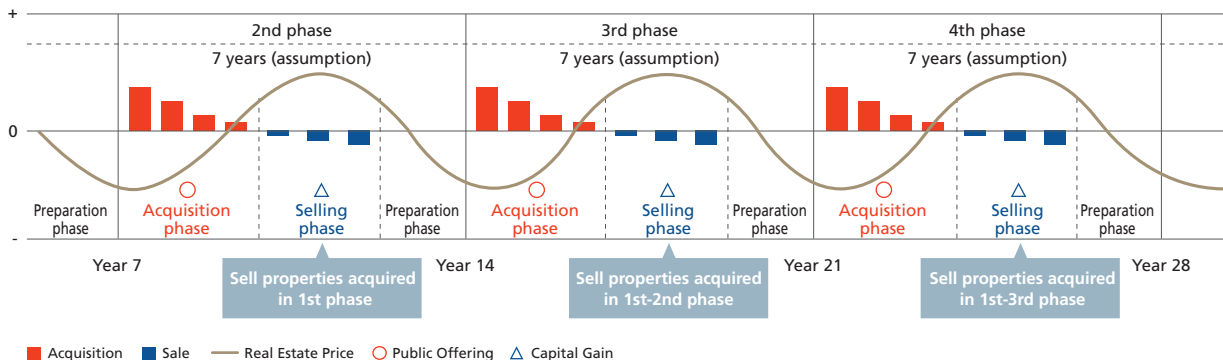 +
2nd phase
3rd phase
4th phase
7 years (assumption)
7 years (assumption)
7 years (assumption)
0
Preparation
phase
Acquisition
phase
Selling
phase
Preparation
phase
Acquisition
phase
Selling
phase
Preparation
phase
Acquisition
phase
Selling
phase
Preparation
phase
-
Year 7
Year 14
Year 21
Year 28
Sell properties acquired
in 1st phase
Sell properties acquired
in 1st-2nd phase
Sell properties acquired
in 1st-3rd phase
Acquisition
Sale
Real Estate Price
Public Offering
Capital Gain